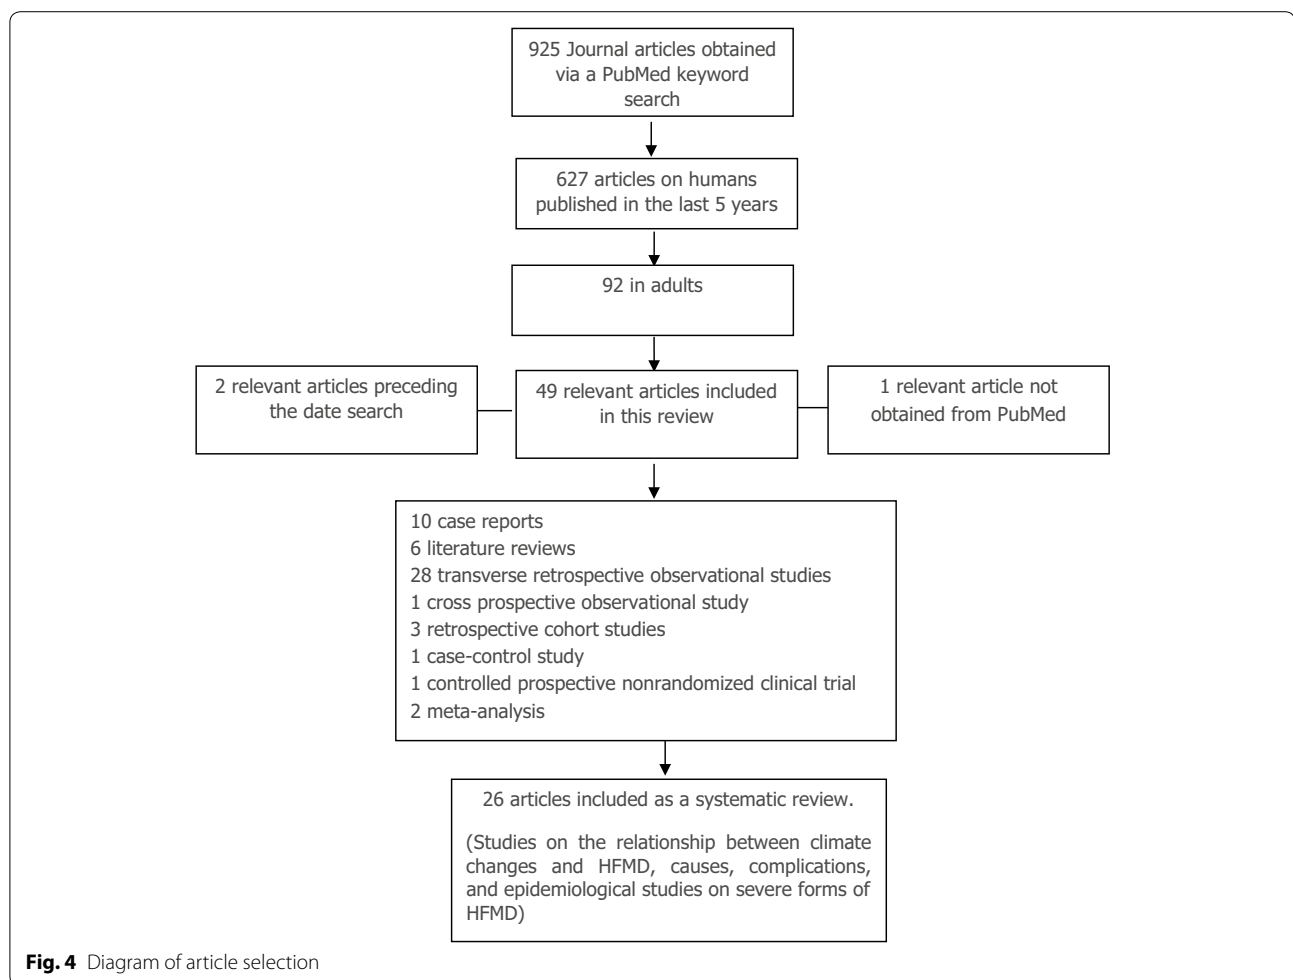 925 Journal articles obtained
via a PubMed keyword
search
627 articles on humans
published in the last 5 years
92 in adults
2 relevant articles preceding
the date search
49 relevant articles included
in this review
1 relevant article not
obtained from PubMed
10 case reports
6 literature reviews
28 transverse retrospective observational studies
1 cross prospective observational study
3 retrospective cohort studies
1 case-control study
1 controlled prospective nonrandomized clinical trial
2 meta-analysis
26 articles included as a systematic review.
(Studies on the relationship between climate
changes and HFMD, causes, complications,
and epidemiological studies on severe forms of
HFMD)
Fig. 4 Diagram of article selection